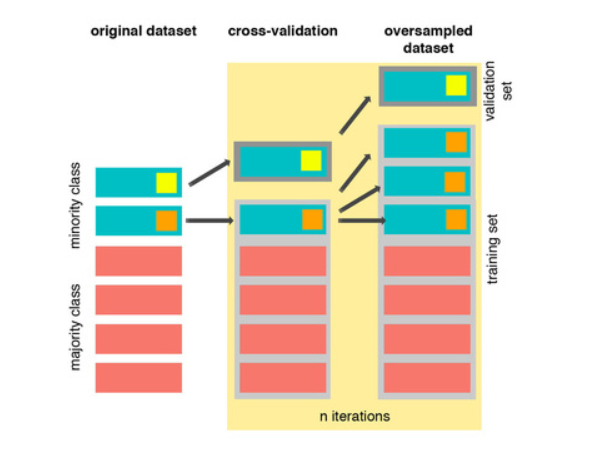 original dataset
cross-validation
oversampled
dataset
validation
set
minority class
majority class
training set
n iterations